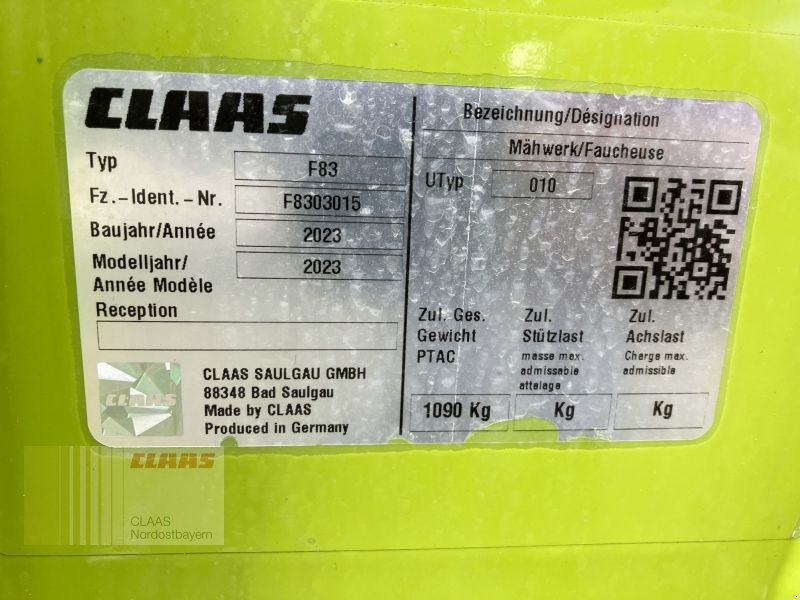 CLAAS
Typ F83
Fz.-Ident.-Nr. F8303015
Baujahr/Année 2023
Modelljahr/ 2023
Année Modèle
Reception
CLAAS
CLAAS SAULGAU GMBH
88348 Bad Saulgau
Made by CLAAS
Produced in Germany
Bezeichnung/Désignation
Mähwerk/Faucheuse
UTyp 010
Zul. Ges.
Gewicht
PTAC
1090 Kg
Zul.
Stützlast
masse max.
admissable
attelage
Kg
Zul.
Achslast
Charge max.
admissible
Kg
CLAAS
CLAAS
Nordostbayern